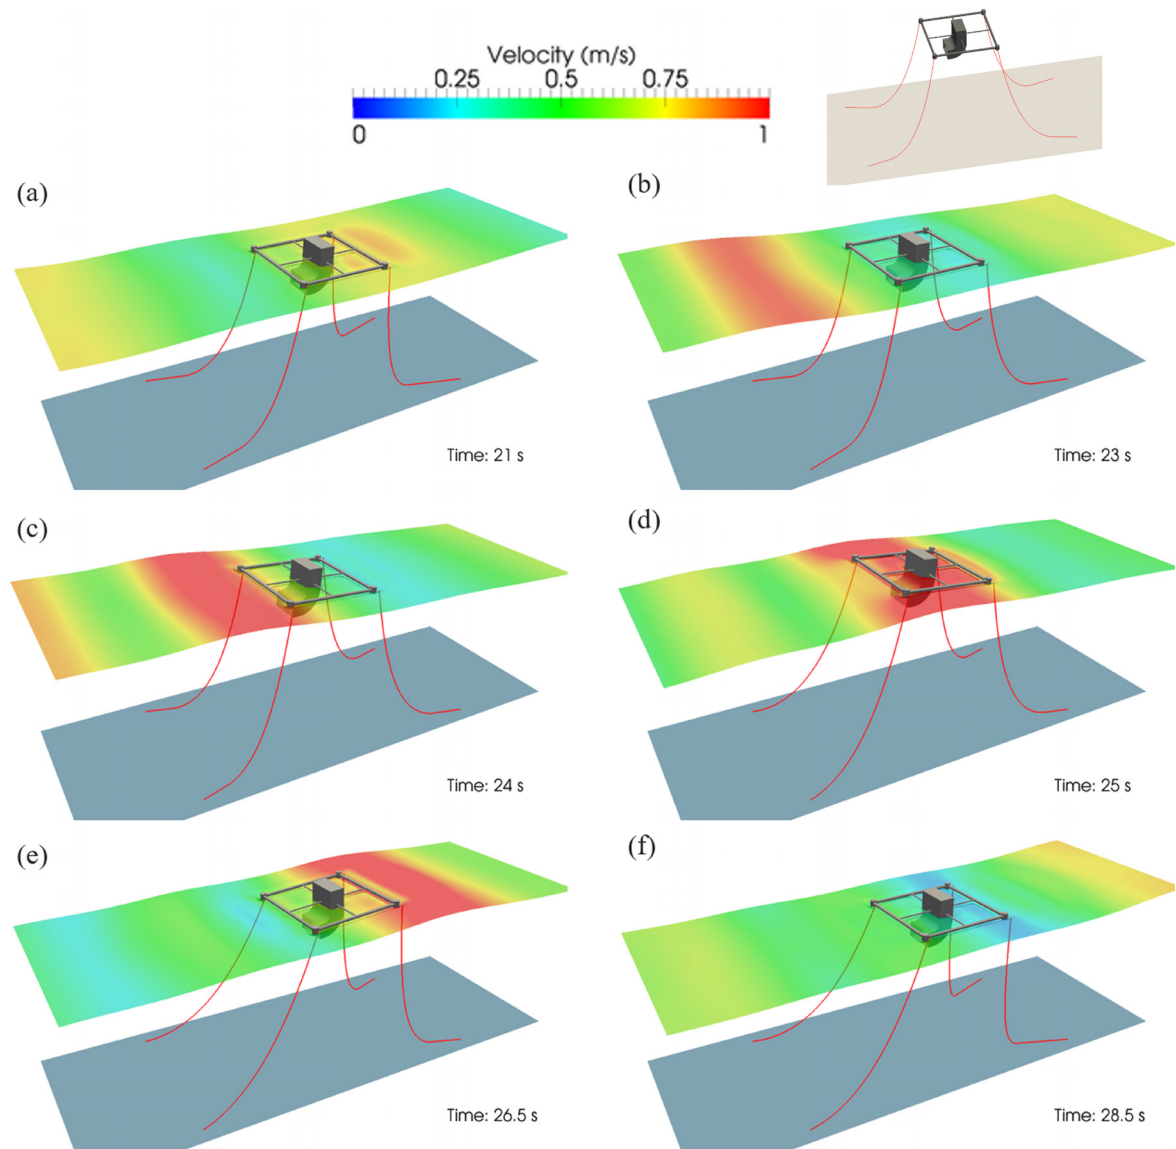 Velocity (m/s)
0.25 0.5 0.75
0 1
(a)
(b)
Time: 21 s
Time: 23 s
(c)
(d)
Time: 24 s
Time: 25 s
(e)
(f)
Time: 26.5 s
Time: 28.5 s